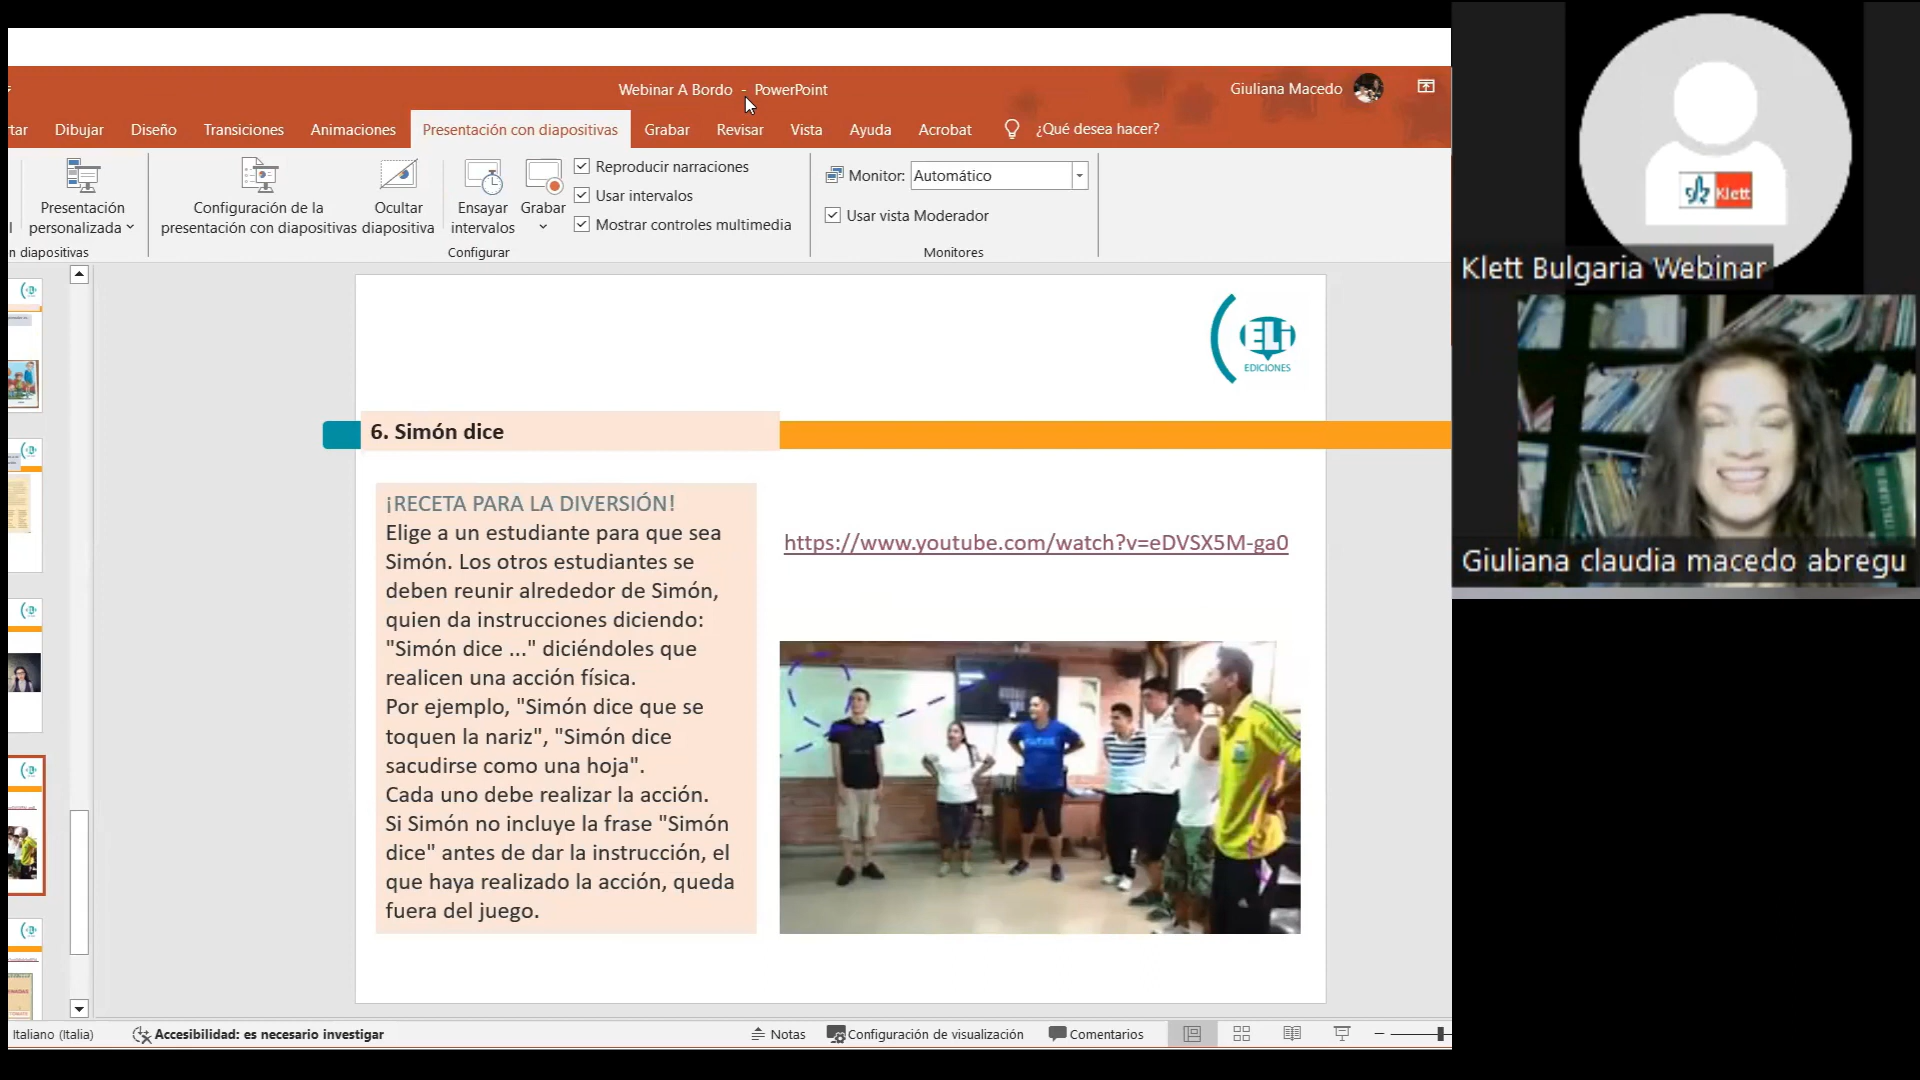 Webinar A Bordo - PowerPoint
Giuliana Macedo
Dibujar
Diseño
Transiciones
Animaciones
Presentación con diapositivas
Grabar
Revisar
Vista
Ayuda
Acrobat
¿Qué desea hacer?
Presentación
personalizada
Configuración de la
presentación con diapositivas
Ocultar
diapositiva
Ensayar
intervalos
Grabar
Reproducir narraciones
Usar intervalos
Mostrar controles multimedia
Monitor: Automático
Usar vista Moderador
diapositivas
Configurar
Monitores
ELi
EDICIONES
6. Simón dice
¡RECETA PARA LA DIVERSIÓN!
Elige a un estudiante para que sea
Simón. Los otros estudiantes se
deben reunir alrededor de Simón,
quien da instrucciones diciendo:
"Simón dice ..." diciéndoles que
realicen una acción física.
Por ejemplo, "Simón dice que se
toquen la nariz", "Simón dice
sacudirse como una hoja".
Cada uno debe realizar la acción.
Si Simón no incluye la frase "Simón
dice" antes de dar la instrucción, el
que haya realizado la acción, queda
fuera del juego.
https://www.youtube.com/watch?v=eDVSX5M-ga0
Italiano (Italia)
Accesibilidad: es necesario investigar
Notas
Configuración de visualización
Comentarios
Klett
Klett Bulgaria Webinar
Giuliana claudia macedo abregu